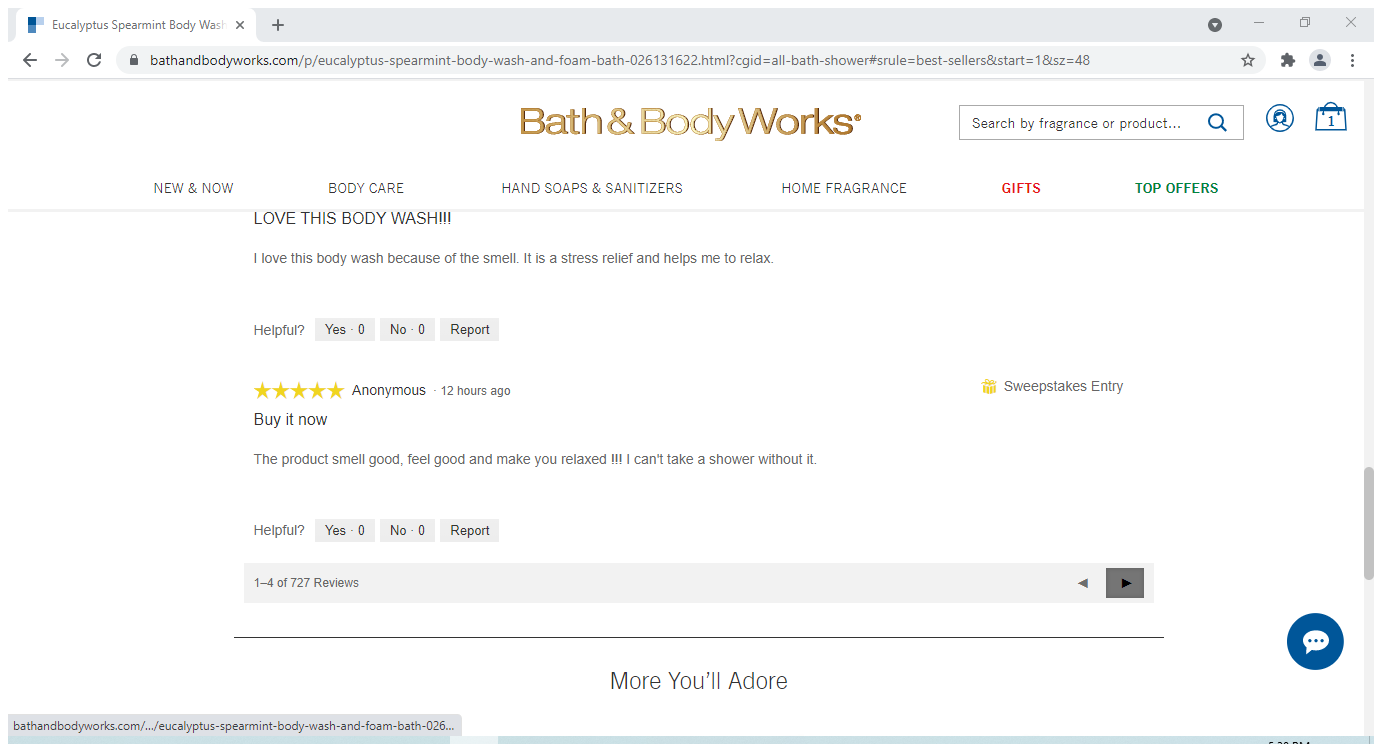 Eucalyptus Spearmint Body Wash
bathandbodyworks.com/p/eucalyptus-spearmint-body-wash-and-foam-bath-026131622.html?cgid=all-bath-shower#srule=best-sellers&start=1&sz=48
Bath & Body Works®
Search by fragrance or product...
1
NEW & NOW BODY CARE HAND SOAPS & SANITIZERS HOME FRAGRANCE GIFTS TOP OFFERS
LOVE THIS BODY WASH!!!
I love this body wash because of the smell. It is a stress relief and helps me to relax.
Helpful? Yes · 0 No · 0 Report
Anonymous · 12 hours ago Sweepstakes Entry
Buy it now
The product smell good, feel good and make you relaxed !!! I can't take a shower without it.
Helpful? Yes · 0 No · 0 Report
1–4 of 727 Reviews
More You'll Adore
bathandbodyworks.com/.../eucalyptus-spearmint-body-wash-and-foam-bath-026...